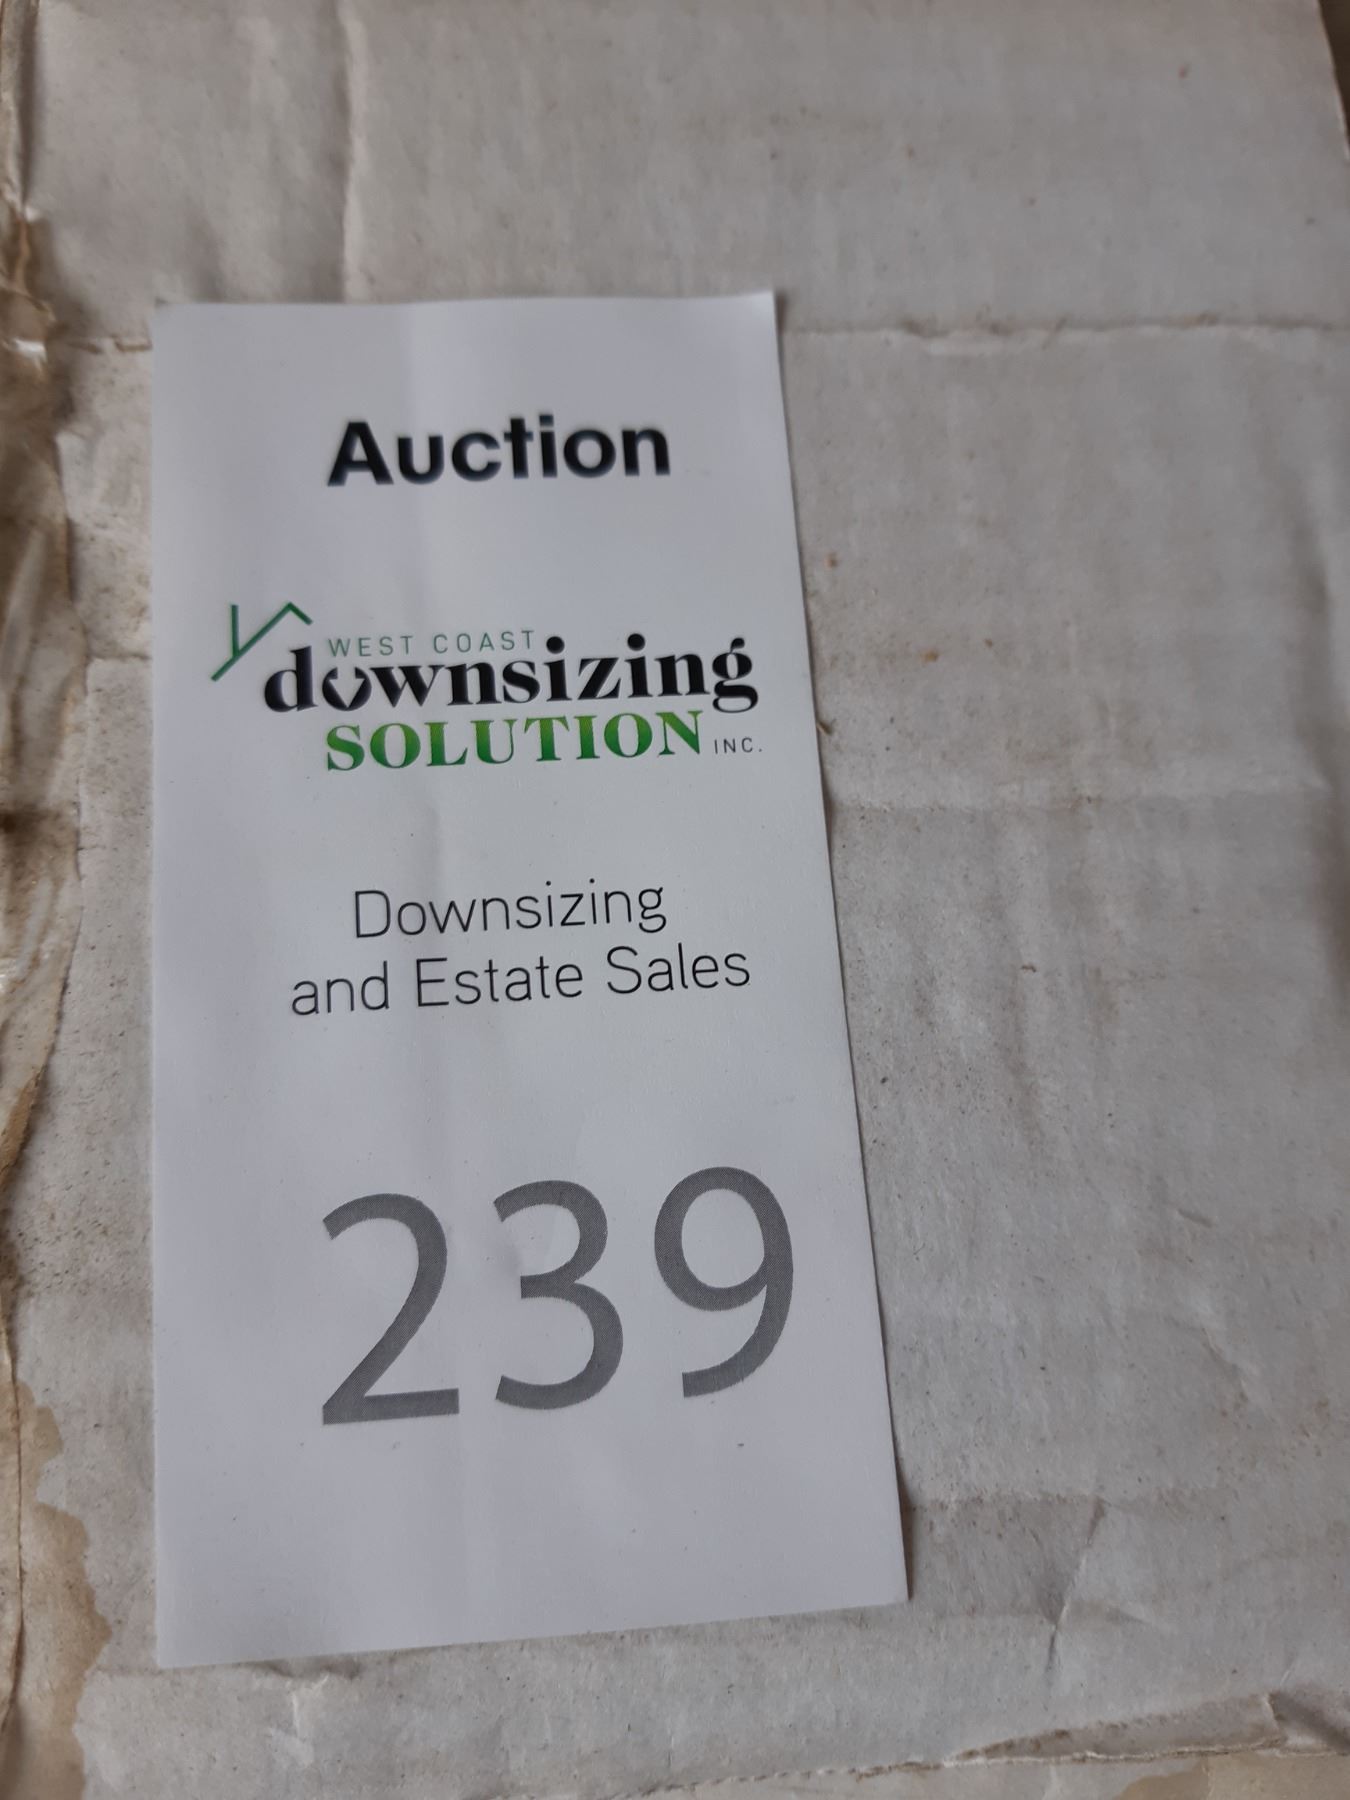 Auction
WEST COAST
downsizing
SOLUTION INC.
Downsizing
and Estate Sales
239